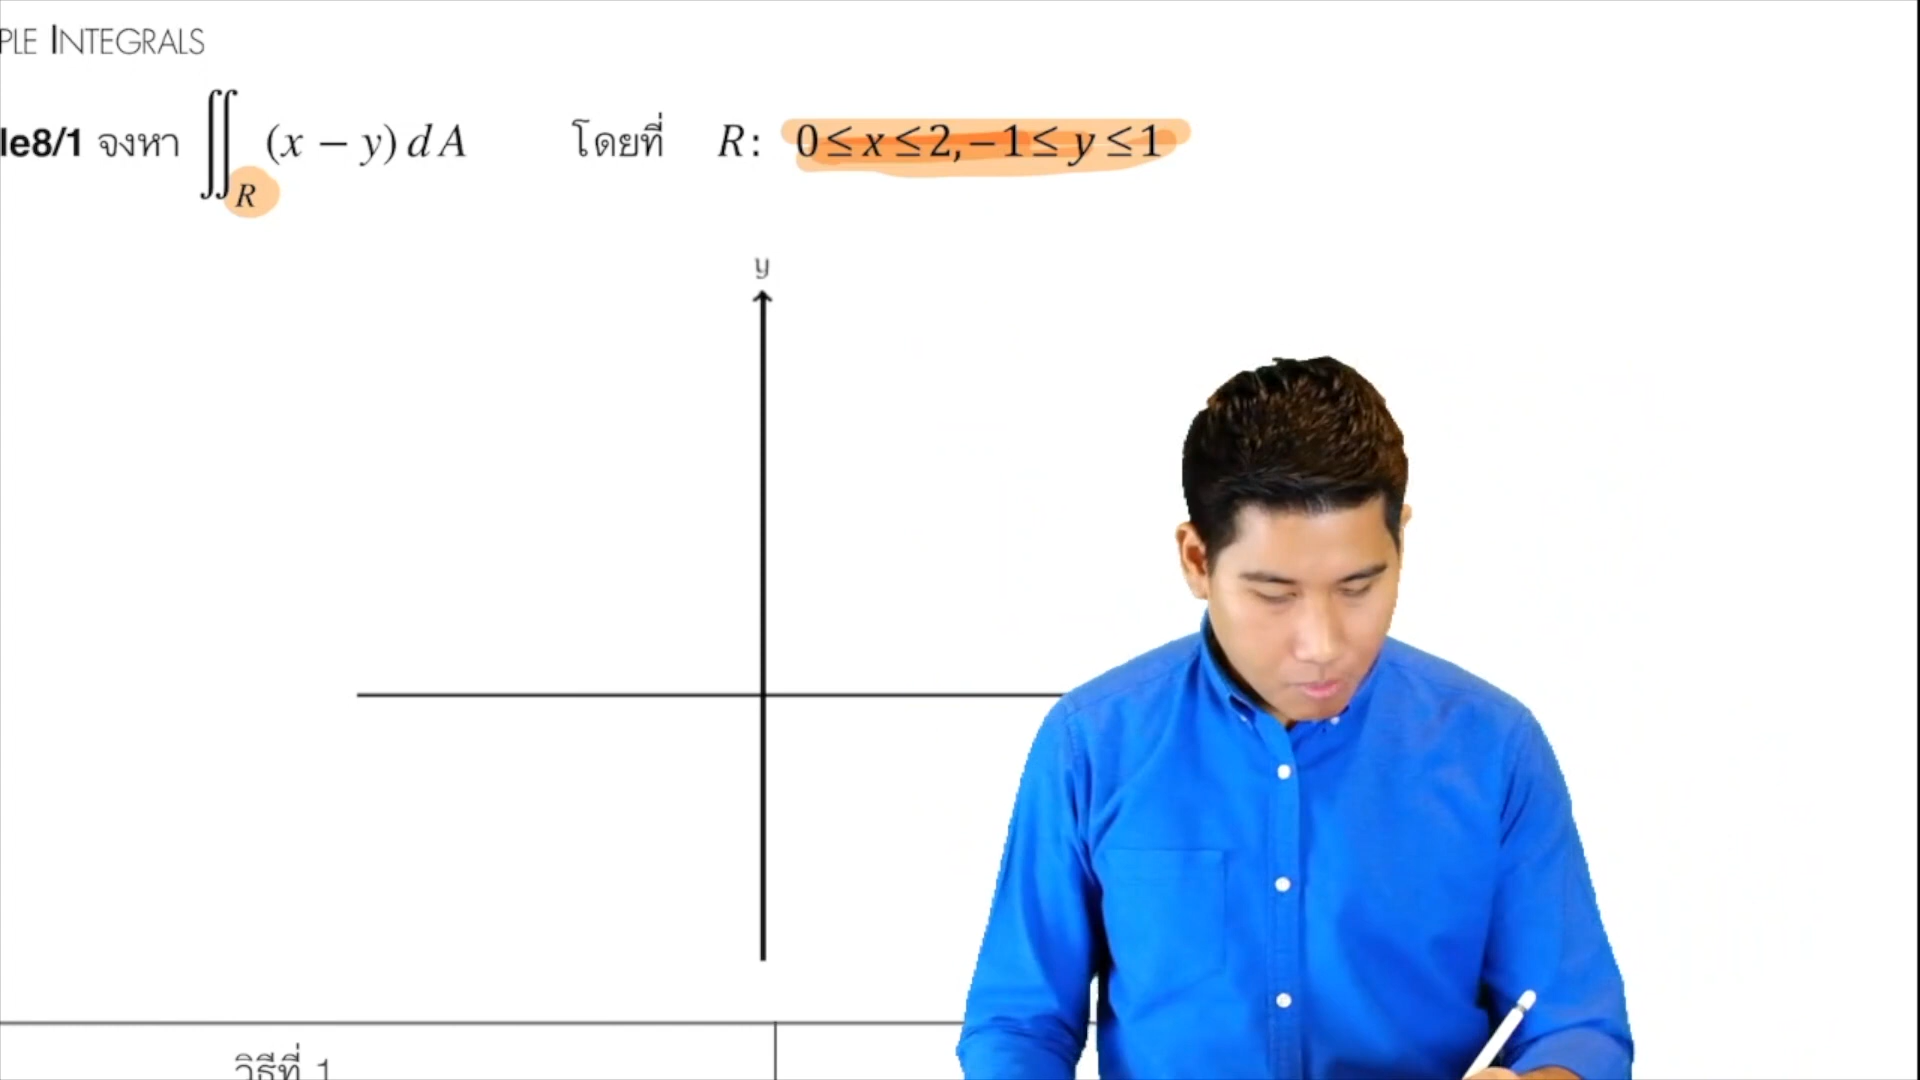 PLE INTEGRALS
le8/1 จงหา ∬_R (x − y) d A โดยที่ R: 0 ≤ x ≤ 2, −1 ≤ y ≤ 1
y
วิธีที่ 1